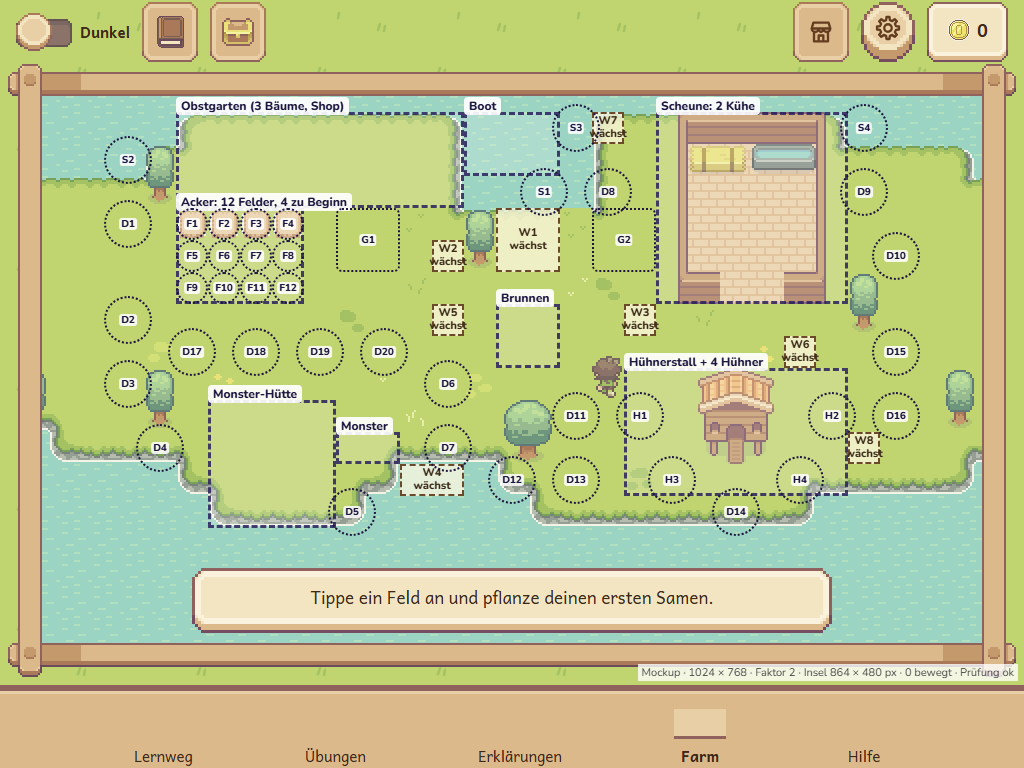 Dunkel
0
Obstgarten (3 Bäume, Shop)
Boot
Scheune: 2 Kühe
S3
W7
wächst
S4
S2
S1
D8
D9
Acker: 12 Felder, 4 zu Beginn
D1
F1 F2 F3 F4
G1
W1
wächst
G2
W2
wächst
F5 F6 F7 F8
D10
F9 F10 F11 F12
Brunnen
D2
W5
wächst
W3
wächst
D17 D18 D19 D20
W6
wächst
D15
Hühnerstall + 4 Hühner
D3
D6
Monster-Hütte
D11
H1
H2
D16
Monster
D4
D7
W8
wächst
W4
wächst
D12
D13
H3
H4
D5
D14
Tippe ein Feld an und pflanze deinen ersten Samen.
Mockup · 1024 × 768 · Faktor 2 · Insel 864 × 480 px · 0 bewegt · Prüfung ok
Lernweg Übungen Erklärungen Farm Hilfe